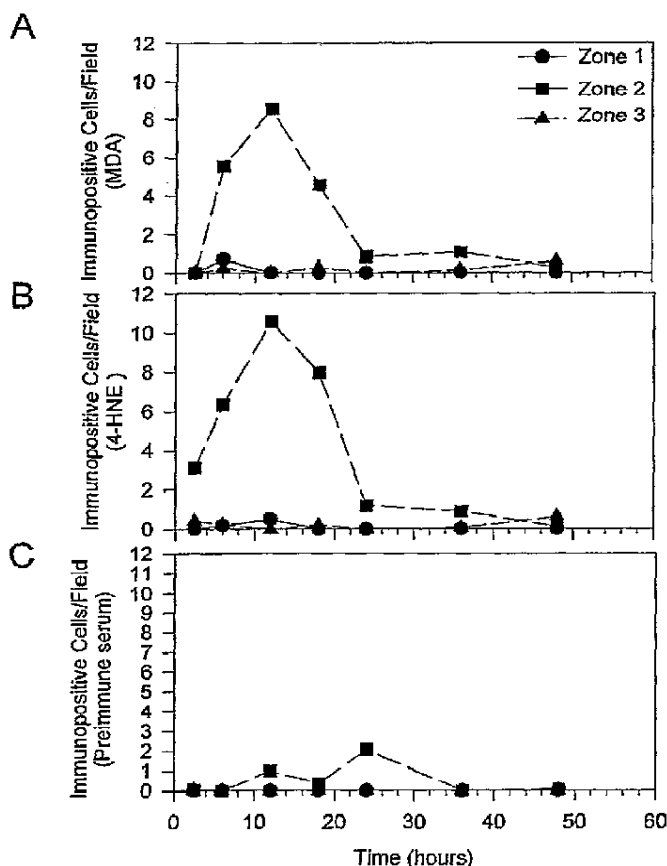 A
Immunopositive Cells/Field
(MDA)
12
10
8
6
4
2
0
Zone 1
Zone 2
Zone 3
B
Immunopositive Cells/Field
(4-HNE )
12
10
8
6
4
2
0
C
Immunopositive Cells/Field
(Preimmune serum)
12
11
10
9
8
7
6
5
4
3
2
1
0
0 10 20 30 40 50 60
Time (hours)